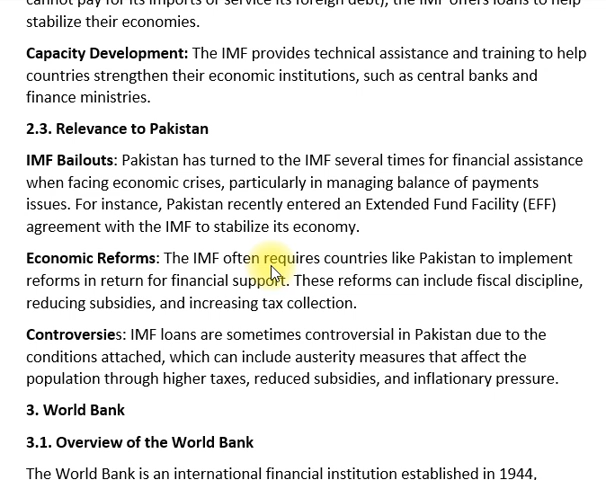 cannot pay for its imports or service its foreign debt), the IMF offers loans to help
stabilize their economies.
Capacity Development: The IMF provides technical assistance and training to help
countries strengthen their economic institutions, such as central banks and
finance ministries.
2.3. Relevance to Pakistan
IMF Bailouts: Pakistan has turned to the IMF several times for financial assistance
when facing economic crises, particularly in managing balance of payments
issues. For instance, Pakistan recently entered an Extended Fund Facility (EFF)
agreement with the IMF to stabilize its economy.
Economic Reforms: The IMF often requires countries like Pakistan to implement
reforms in return for financial support. These reforms can include fiscal discipline,
reducing subsidies, and increasing tax collection.
Controversies: IMF loans are sometimes controversial in Pakistan due to the
conditions attached, which can include austerity measures that affect the
population through higher taxes, reduced subsidies, and inflationary pressure.
3. World Bank
3.1. Overview of the World Bank
The World Bank is an international financial institution established in 1944,